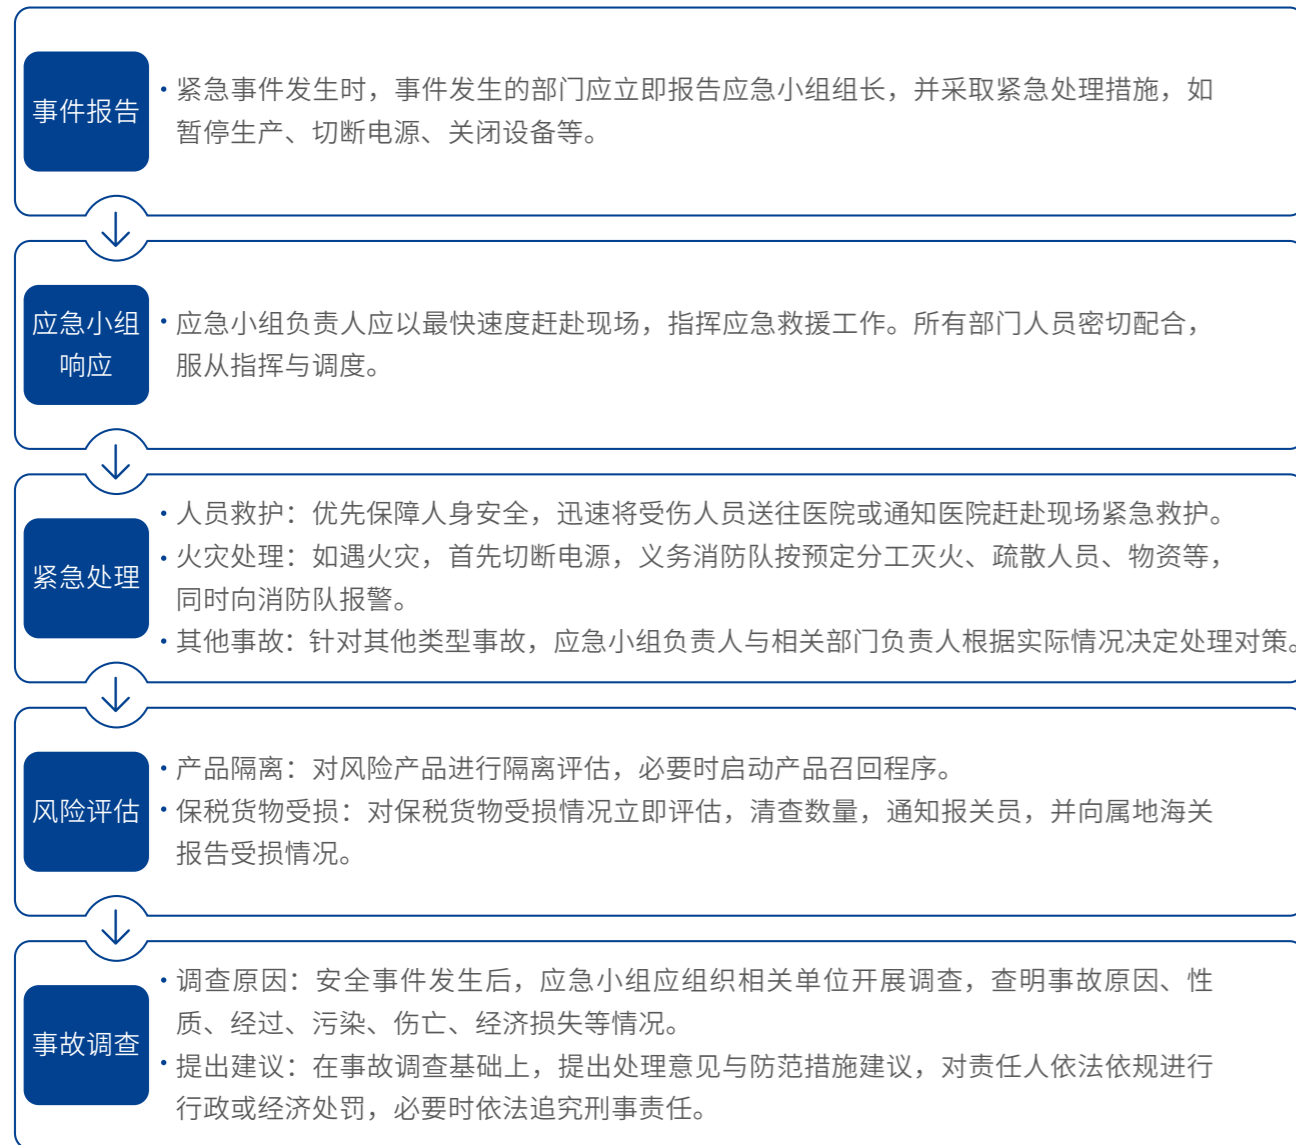 事件报告
• 紧急事件发生时，事件发生的部门应立即报告应急小组组长，并采取紧急处理措施，如
暂停生产、切断电源、关闭设备等。
应急小组
响应
• 应急小组负责人应以最快速度赶赴现场，指挥应急救援工作。所有部门人员密切配合，
服从指挥与调度。
紧急处理
• 人员救护：优先保障人身安全，迅速将受伤人员送往医院或通知医院赶赴现场紧急救护。
• 火灾处理：如遇火灾，首先切断电源，义务消防队按预定分工灭火、疏散人员、物资等，
同时向消防队报警。
• 其他事故：针对其他类型事故，应急小组负责人与相关部门负责人根据实际情况决定处理对策。
风险评估
• 产品隔离：对风险产品进行隔离评估，必要时启动产品召回程序。
• 保税货物受损：对保税货物受损情况立即评估，清查数量，通知报关员，并向属地海关
报告受损情况。
事故调查
• 调查原因：安全事件发生后，应急小组应组织相关单位开展调查，查明事故原因、性
质、经过、污染、伤亡、经济损失等情况。
• 提出建议：在事故调查基础上，提出处理意见与防范措施建议，对责任人依法依规进行
行政或经济处罚，必要时依法追究刑事责任。